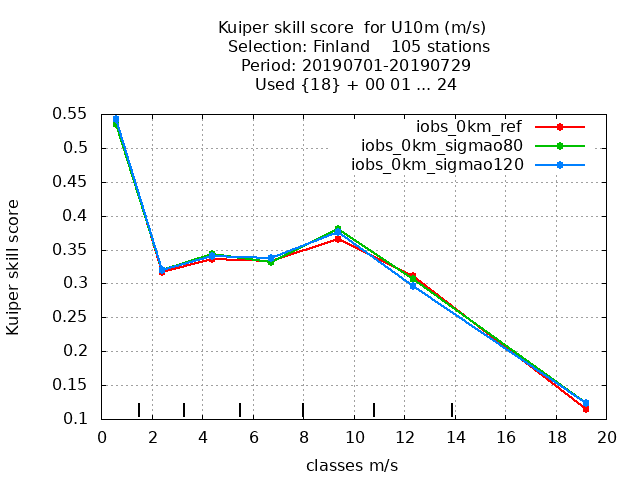 Kuiper skill score for U10m (m/s)
Selection: Finland 105 stations
Period: 20190701-20190729
Used {18} + 00 01 ... 24
iobs_0km_ref
iobs_0km_sigmao80
iobs_0km_sigmao120
Kuiper skill score
0.55
0.5
0.45
0.4
0.35
0.3
0.25
0.2
0.15
0.1
0 2 4 6 8 10 12 14 16 18 20
classes m/s